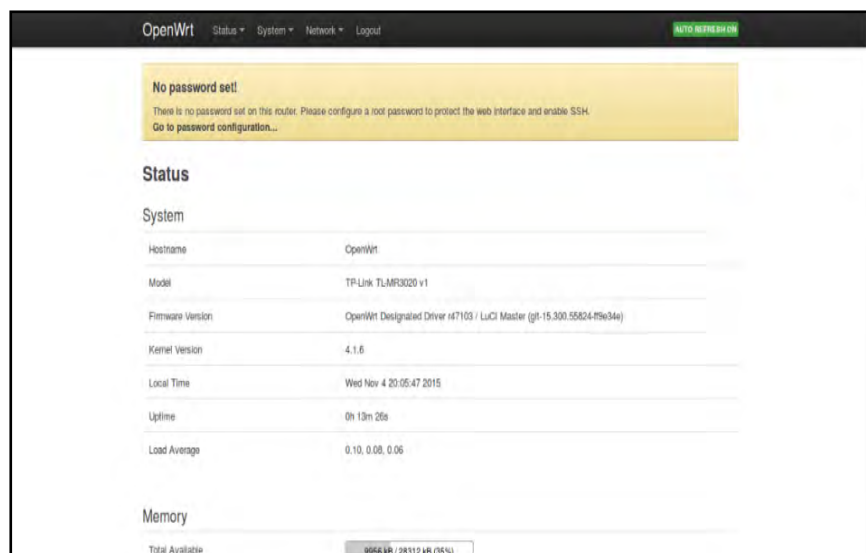 OpenWrt Status System Network Logout AUTO REFRESH ON
No password set!
There is no password set on this router. Please configure a root password to protect the web interface and enable SSH.
Go to password configuration...
Status
System
Hostname OpenWrt
Model TP-Link TL-MR3020 v1
Firmware Version OpenWrt Designated Driver r47103 / LuCI Master (git-15.300.55824-ff9e34e)
Kernel Version 4.1.6
Local Time Wed Nov 4 20:05:47 2015
Uptime 0h 13m 26s
Load Average 0.10, 0.08, 0.06
Memory
Total Available 9956 kB / 28312 kB (35%)